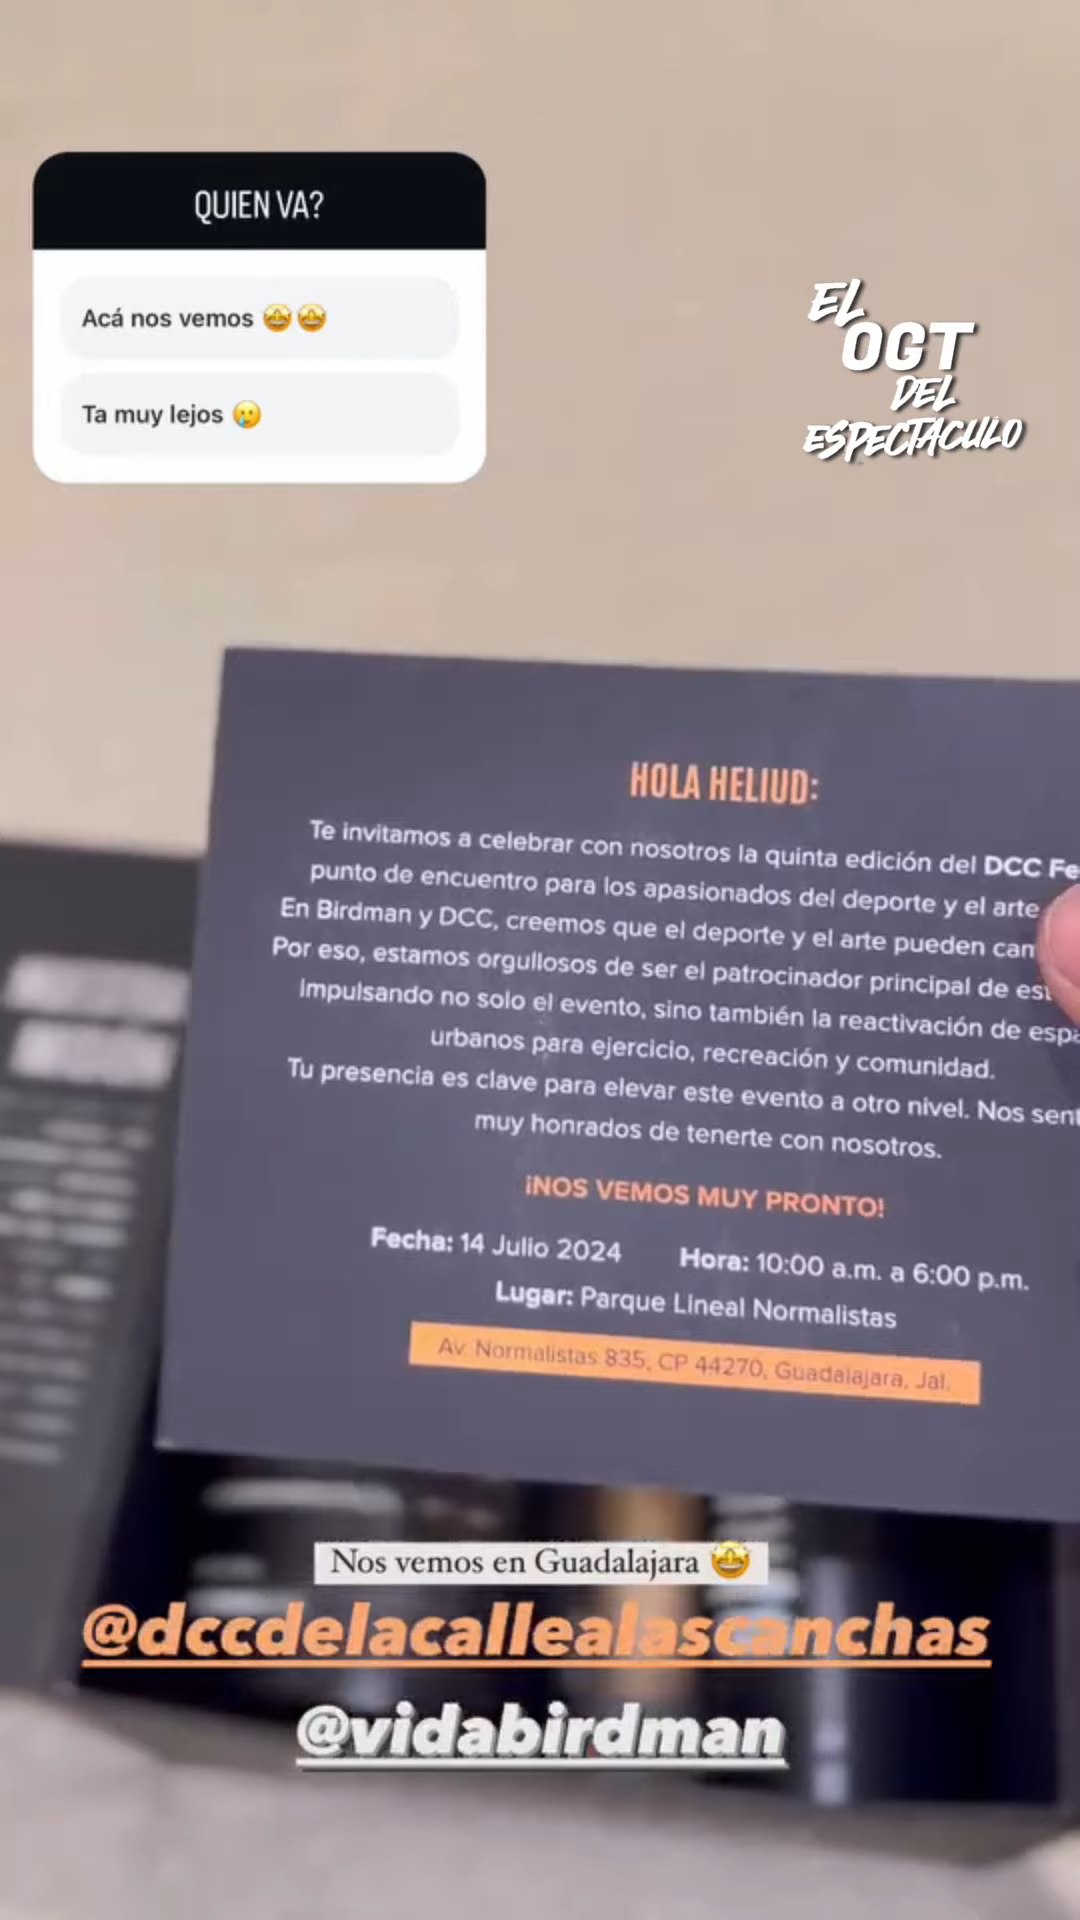 QUIEN VA?
Acá nos vemos 🤩🤩
Ta muy lejos 🥲
EL
OGT
DEL
ESPECTACULO
HOLA HELIUD:
Te invitamos a celebrar con nosotros la quinta edición del DCC Fe
punto de encuentro para los apasionados del deporte y el arte
En Birdman y DCC, creemos que el deporte y el arte pueden cam
Por eso, estamos orgullosos de ser el patrocinador principal de es
Impulsando no solo el evento, sino también la reactivación de espa
urbanos para ejercicio, recreación y comunidad.
Tu presencia es clave para elevar este evento a otro nivel. Nos sent
muy honrados de tenerte con nosotros.
¡NOS VEMOS MUY PRONTO!
Fecha: 14 Julio 2024 Hora: 10:00 a.m. a 6:00 p.m.
Lugar: Parque Lineal Normalistas
Av. Normalistas 835, CP 44270, Guadalajara, Jal.
Nos vemos en Guadalajara 🤩
@dccdelacallealascanchas
@vidabirdman